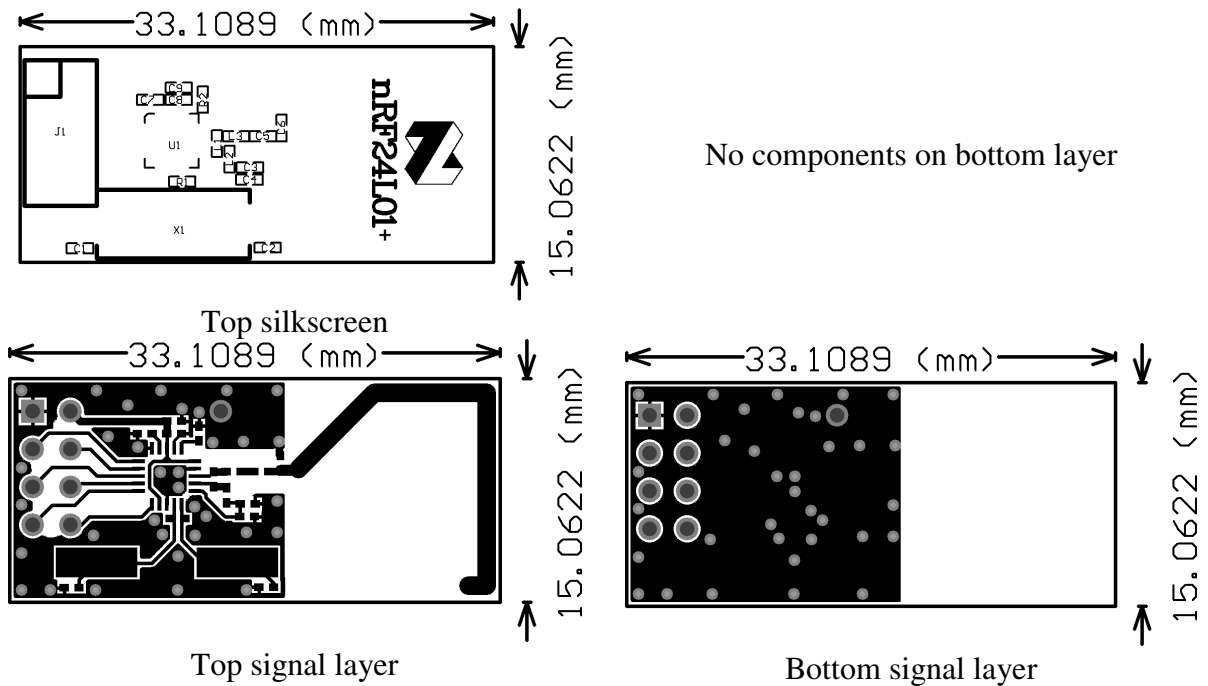 33.1089 (mm)
15.0622 (mm)
J1
C9
C7
C8
R2
U1
L1
L3
C5
C6
L2
C3
C4
R1
X1
C1
C2
nRF24L01+
No components on bottom layer
Top silkscreen
33.1089 (mm)
15.0622 (mm)
33.1089 (mm)
15.0622 (mm)
Top signal layer
Bottom signal layer